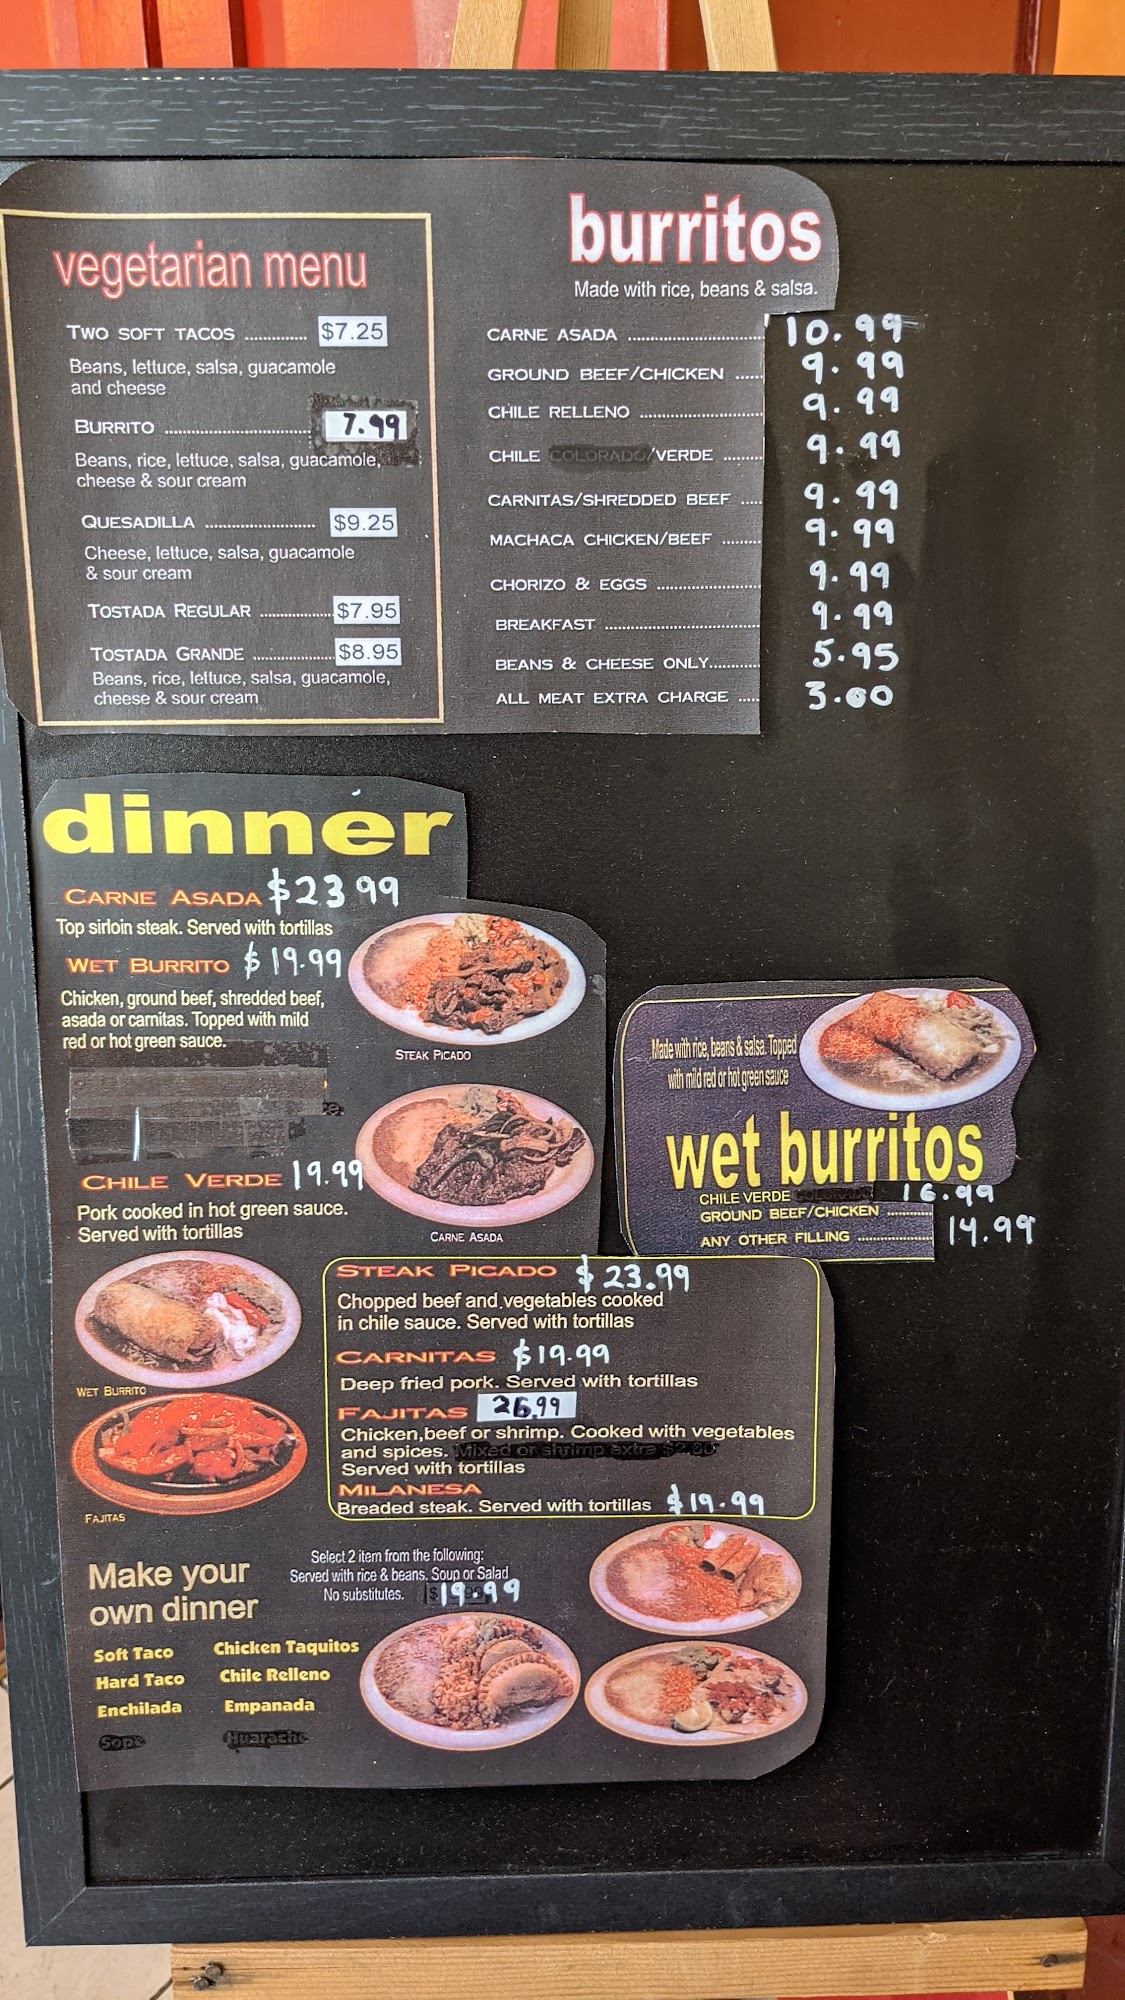 vegetarian menu
TWO SOFT TACOS .............. $7.25
Beans, lettuce, salsa, guacamole
and cheese
BURRITO ................................ 7.99
Beans, rice, lettuce, salsa, guacamole,
cheese & sour cream
QUESADILLA ........................ $9.25
Cheese, lettuce, salsa, guacamole
& sour cream
TOSTADA REGULAR ................ $7.95
TOSTADA GRANDE .................. $8.95
Beans, rice, lettuce, salsa, guacamole,
cheese & sour cream
burritos
Made with rice, beans & salsa.
CARNE ASADA ............................... 10.99
GROUND BEEF/CHICKEN ...... 9.99
CHILE RELLENO ........................... 9.99
CHILE COLORADO/VERDE ......... 9.99
CARNITAS/SHREDDED BEEF ..... 9.99
MACHACA CHICKEN/BEEF ......... 9.99
CHORIZO & EGGS ....................... 9.99
BREAKFAST .................................. 9.99
BEANS & CHEESE ONLY............ 5.95
ALL MEAT EXTRA CHARGE ..... 3.00
dinner
CARNE ASADA $23.99
Top sirloin steak. Served with tortillas
WET BURRITO $19.99
Chicken, ground beef, shredded beef,
asada or carnitas. Topped with mild
red or hot green sauce.
STEAK PICADO
CHILE VERDE 19.99
Pork cooked in hot green sauce.
Served with tortillas
CARNE ASADA
WET BURRITO
FAJITAS
Made with rice, beans & salsa. Topped
with mild red or hot green sauce
wet burritos
CHILE VERDE 16.99
GROUND BEEF/CHICKEN ............
ANY OTHER FILLING .................... 14.99
STEAK PICADO $23.99
Chopped beef and vegetables cooked
in chile sauce. Served with tortillas
CARNITAS $19.99
Deep fried pork. Served with tortillas
FAJITAS 26.99
Chicken,beef or shrimp. Cooked with vegetables
and spices. Mixed or shrimp extra $2.00
Served with tortillas
MILANESA
Breaded steak. Served with tortillas $19.99
Make your
own dinner
Select 2 item from the following:
Served with rice & beans. Soup or Salad
No substitutes. $19.99
Soft Taco
Hard Taco
Enchilada
Sope
Chicken Taquitos
Chile Relleno
Empanada
Huarache